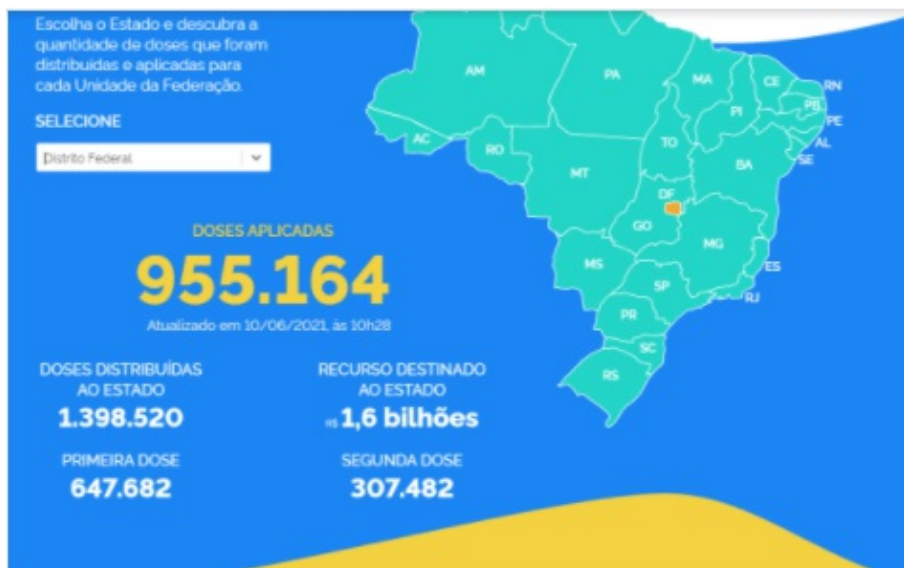 Escolha o Estado e descubra a
quantidade de doses que foram
distribuídas e aplicadas para
cada Unidade da Federação.
SELECIONE
Distrito Federal
DOSES APLICADAS
955.164
Atualizado em 10/06/2021, às 10h28
DOSES DISTRIBUÍDAS
AO ESTADO
1.398.520
RECURSO DESTINADO
AO ESTADO
R$ 1,6 bilhões
PRIMEIRA DOSE
647.682
SEGUNDA DOSE
307.482
AM
PA
MA
CE
RN
PB
PE
PI
AL
SE
AC
RO
TO
BA
MT
DF
GO
MG
ES
MS
SP
RJ
PR
SC
RS